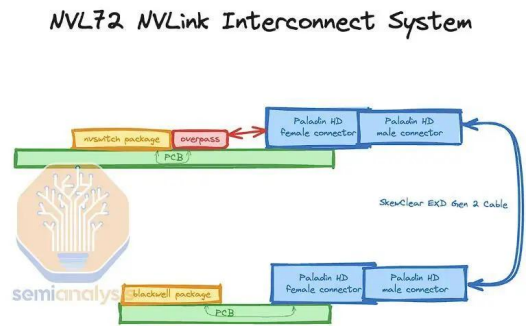 NVL72 NVLink Interconnect System
nvswitch package
overpass
Paladin HD
female connector
Paladin HD
male connector
PCB
SkewClear EXD Gen 2 Cable
semianalysis
blackwell package
Paladin HD
female connector
Paladin HD
male connector
PCB